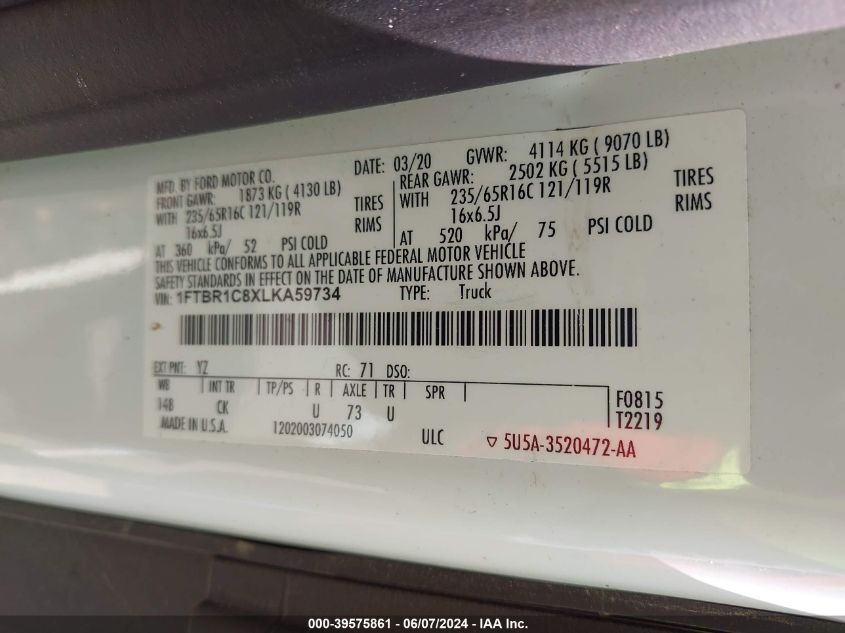 MFD. BY FORD MOTOR CO. DATE: 03/20 GVWR: 4114 KG ( 9070 LB)
FRONT GAWR: 1873 KG ( 4130 LB) REAR GAWR: 2502 KG ( 5515 LB)
WITH 235/65R16C 121/119R TIRES WITH 235/65R16C 121/119R TIRES
16x6.5J RIMS 16x6.5J RIMS
AT 360 kPa/ 52 PSI COLD AT 520 kPa/ 75 PSI COLD
THIS VEHICLE CONFORMS TO ALL APPLICABLE FEDERAL MOTOR VEHICLE
SAFETY STANDARDS IN EFFECT ON THE DATE OF MANUFACTURE SHOWN ABOVE.
VIN: 1FTBR1C8XLKA59734 TYPE: Truck
EXT PNT: YZ RC: 71 DSO:
WB INT TR TP/PS R AXLE TR SPR F0815
148 CK U 73 U T2219
MADE IN U.S.A. 1202003074050 ULC ▽ 5U5A-3520472-AA
000-39575861 - 06/07/2024 - IAA Inc.